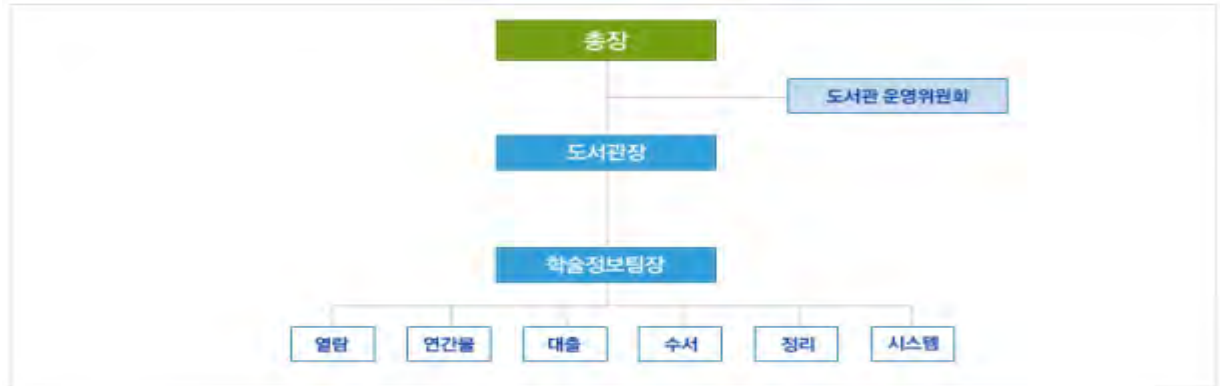 총장
도서관 운영위원회
도서관장
학술정보팀장
열람
연간물
대출
수서
정리
시스템